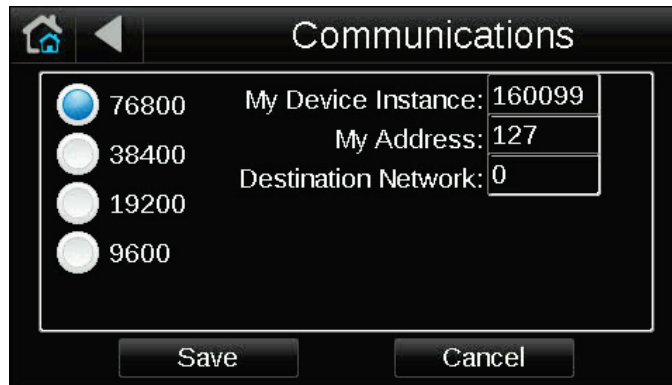 Communications
76800
38400
19200
9600
My Device Instance: 160099
My Address: 127
Destination Network: 0
Save
Cancel